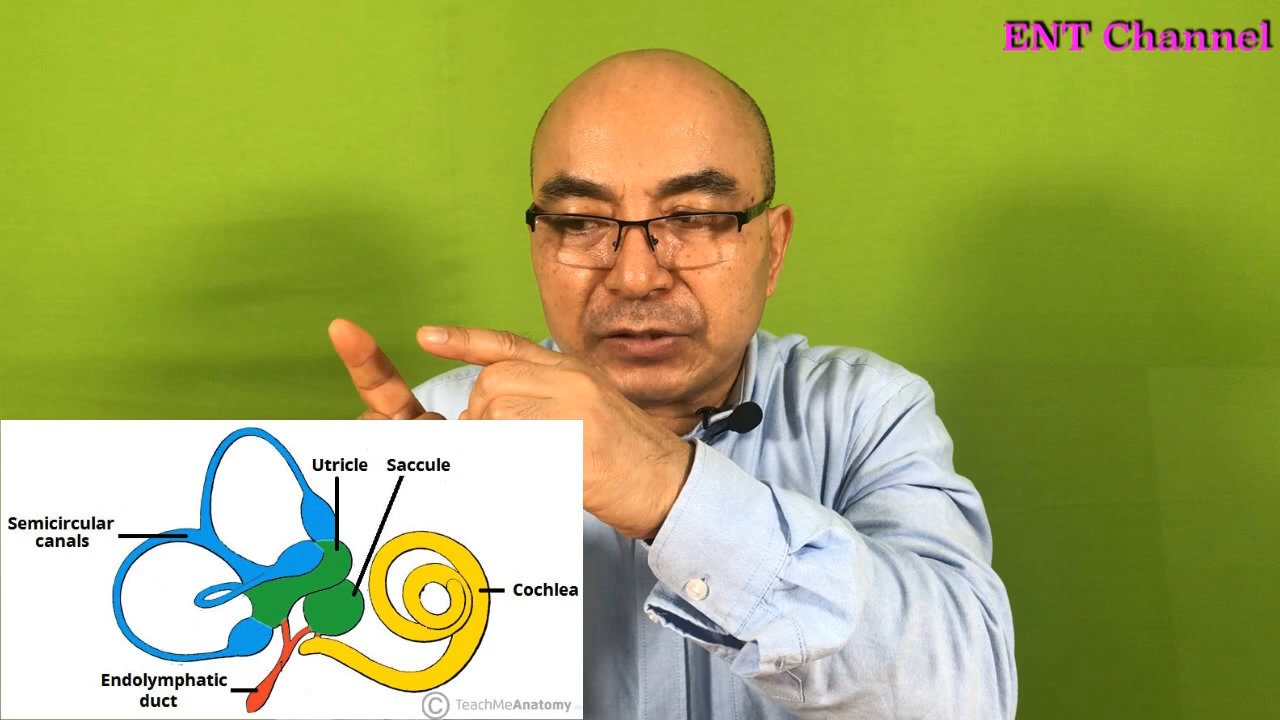 ENT Channel
Utricle Saccule
Semicircular
canals
Cochlea
Endolymphatic
duct
© TeachMeAnatomy